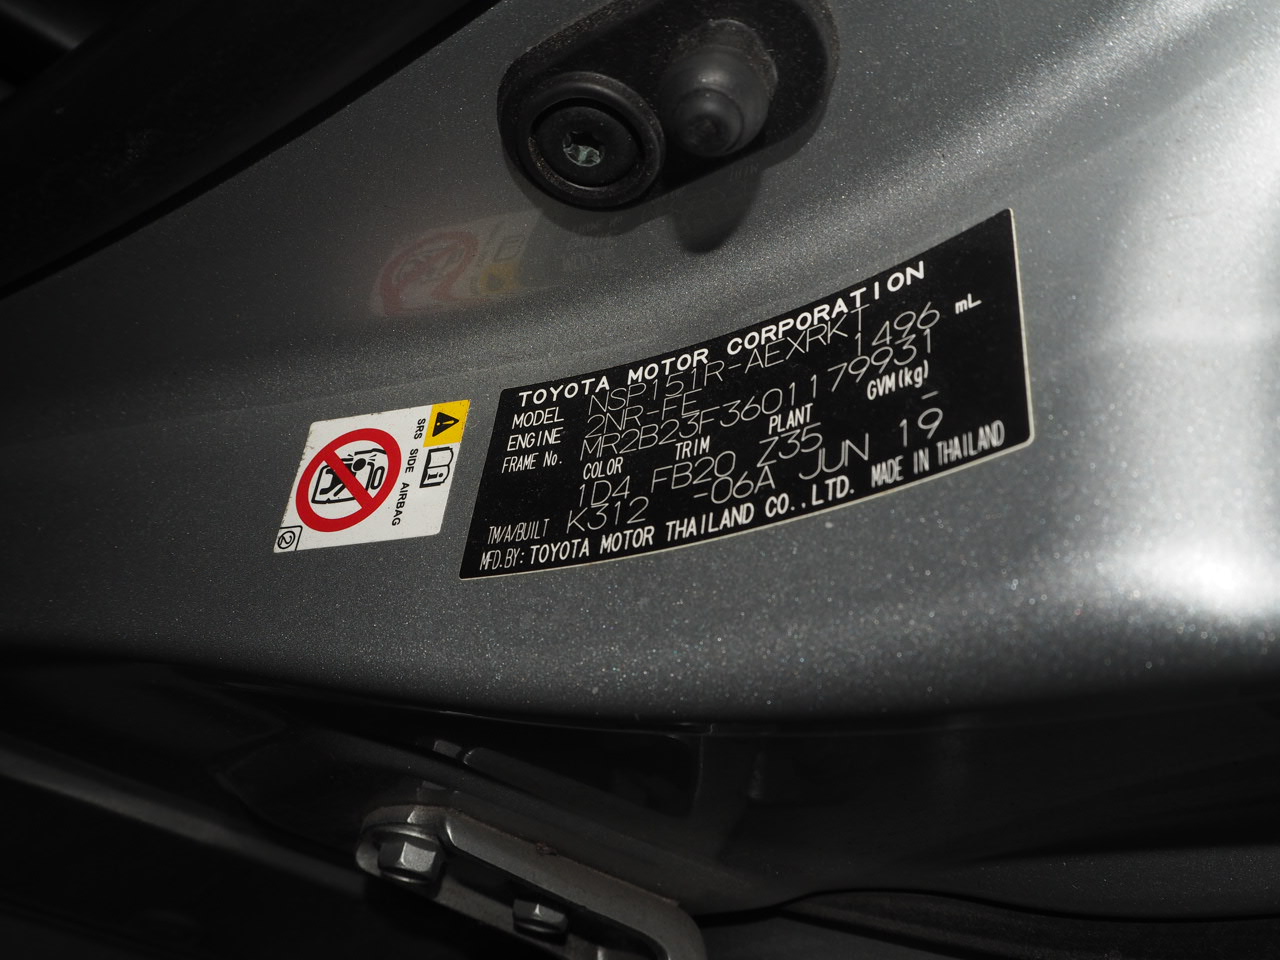 TOYOTA MOTOR CORPORATION
MODEL NSP151R-AEXRKT
ENGINE 2NR-FE 1496 mL
FRAME No. MR2B23F3601179931
COLOR TRIM PLANT GVM(kg)
1D4 FB20 Z35 -
TM/A/BUILT K312 -06A JUN 19
MFD.BY: TOYOTA MOTOR THAILAND CO.,LTD. MADE IN THAILAND
SRS SIDE AIRBAG
2